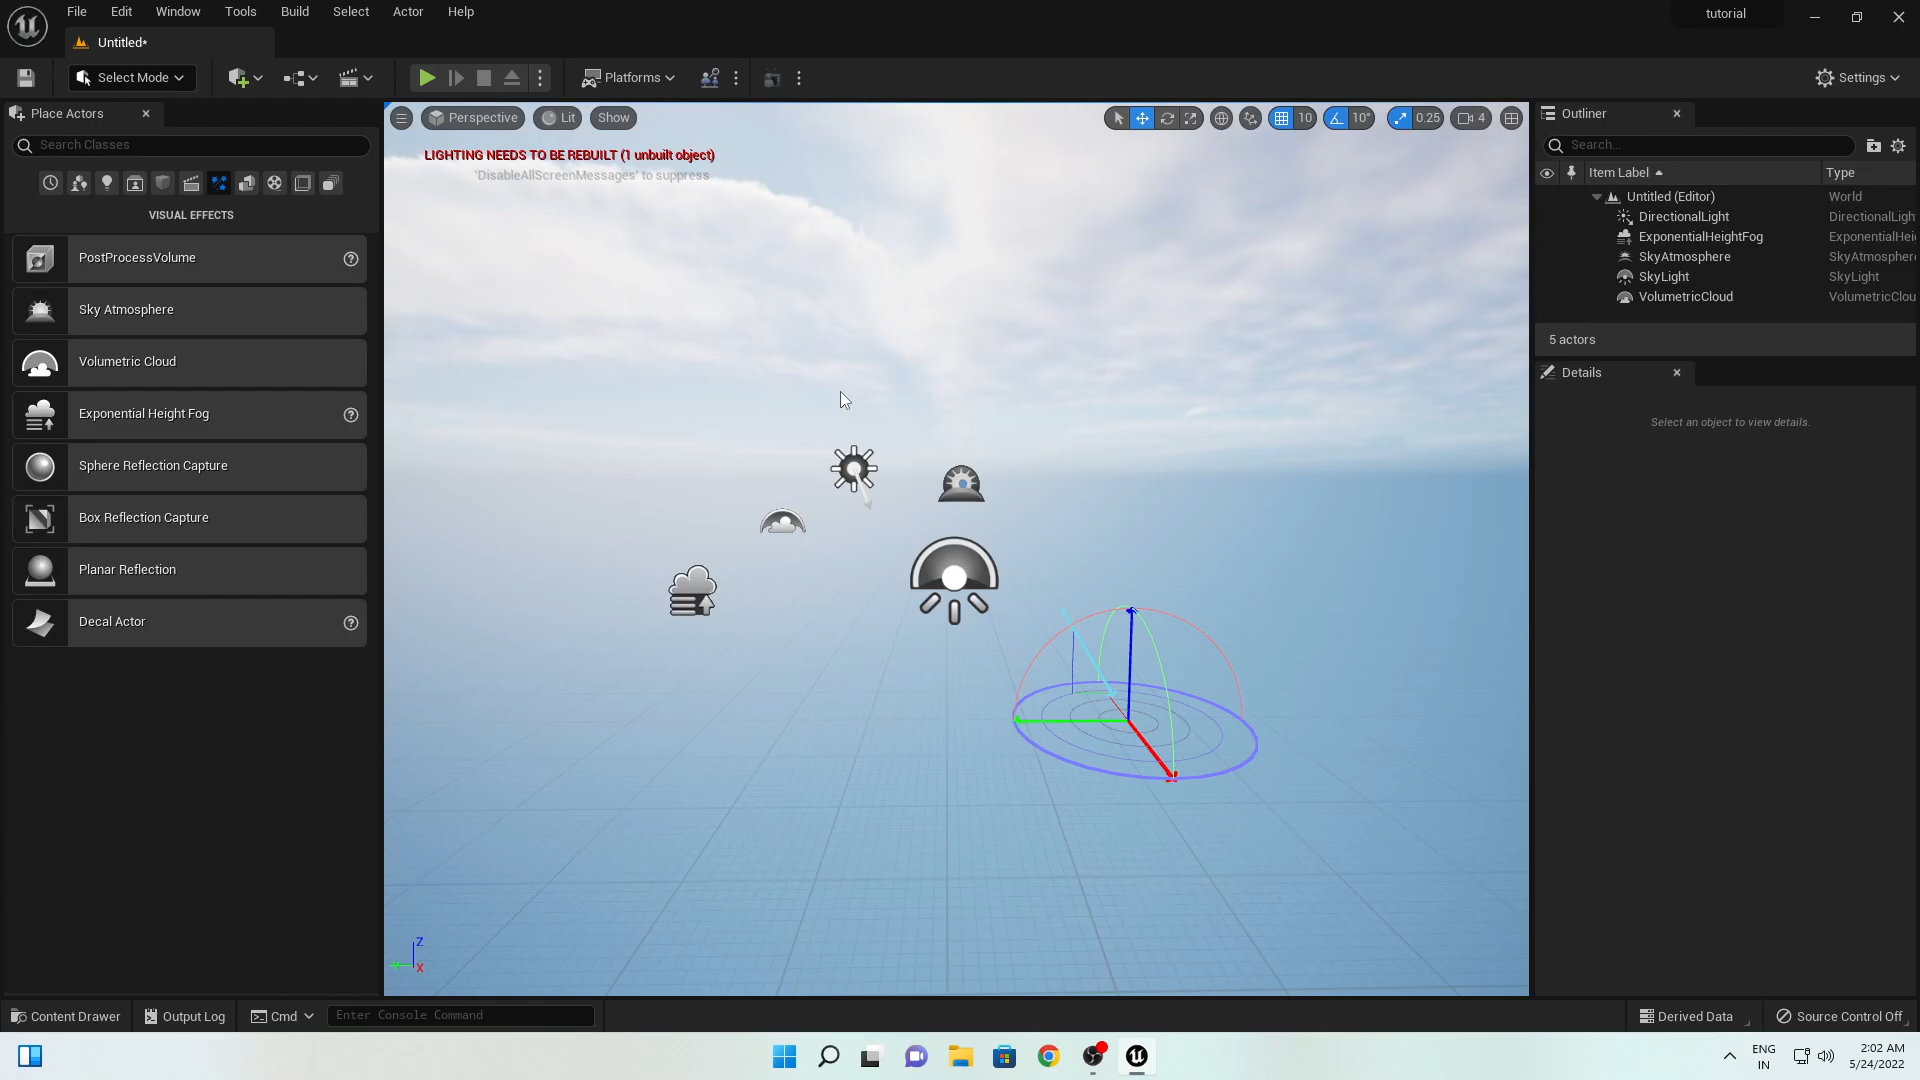 File Edit Window Tools Build Select Actor Help
tutorial
Untitled*
Select Mode
Platforms
Settings
Place Actors
Search Classes
VISUAL EFFECTS
PostProcessVolume
Sky Atmosphere
Volumetric Cloud
Exponential Height Fog
Sphere Reflection Capture
Box Reflection Capture
Planar Reflection
Decal Actor
Perspective Lit Show
10 10° 0.25 4
LIGHTING NEEDS TO BE REBUILT (1 unbuilt object)
'DisableAllScreenMessages' to suppress
Z
X
Outliner
Search...
Item Label Type
Untitled (Editor) World
DirectionalLight DirectionalLigh
ExponentialHeightFog ExponentialHei
SkyAtmosphere SkyAtmosphere
SkyLight SkyLight
VolumetricCloud VolumetricClou
5 actors
Details
Select an object to view details.
Content Drawer Output Log Cmd Enter Console Command Derived Data Source Control Off
ENG
IN
2:02 AM
5/24/2022